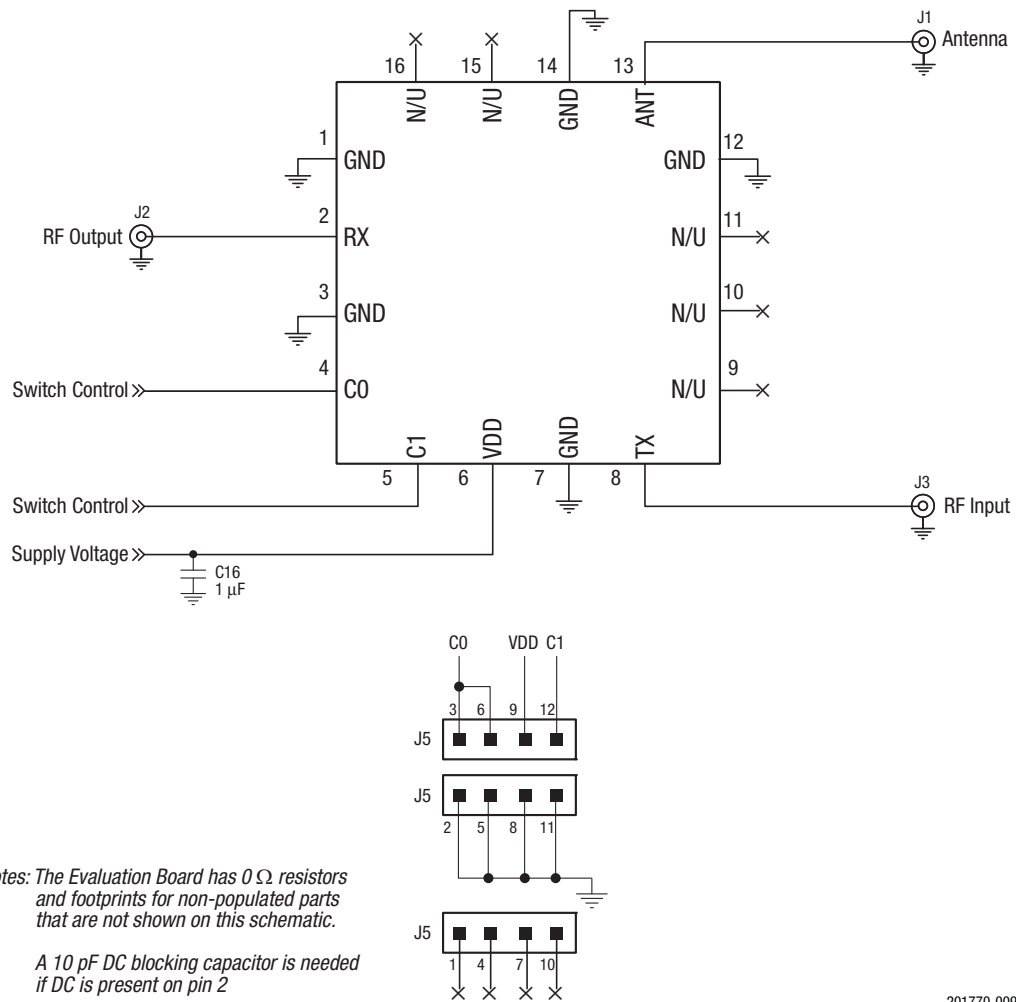 J1
Antenna
16 15 14 13
N/U N/U GND ANT
1
GND
12
GND
J2
RF Output
2
RX
11
N/U
3
GND
10
N/U
4
Switch Control
C0
9
N/U
C1 VDD GND TX
5 6 7 8
Switch Control
J3
RF Input
Supply Voltage
C16
1 μF
C0 VDD C1
3 6 9 12
J5
J5
2 5 8 11
J5
1 4 7 10
otes: The Evaluation Board has 0 Ω resistors
and footprints for non-populated parts
that are not shown on this schematic.
A 10 pF DC blocking capacitor is needed
if DC is present on pin 2